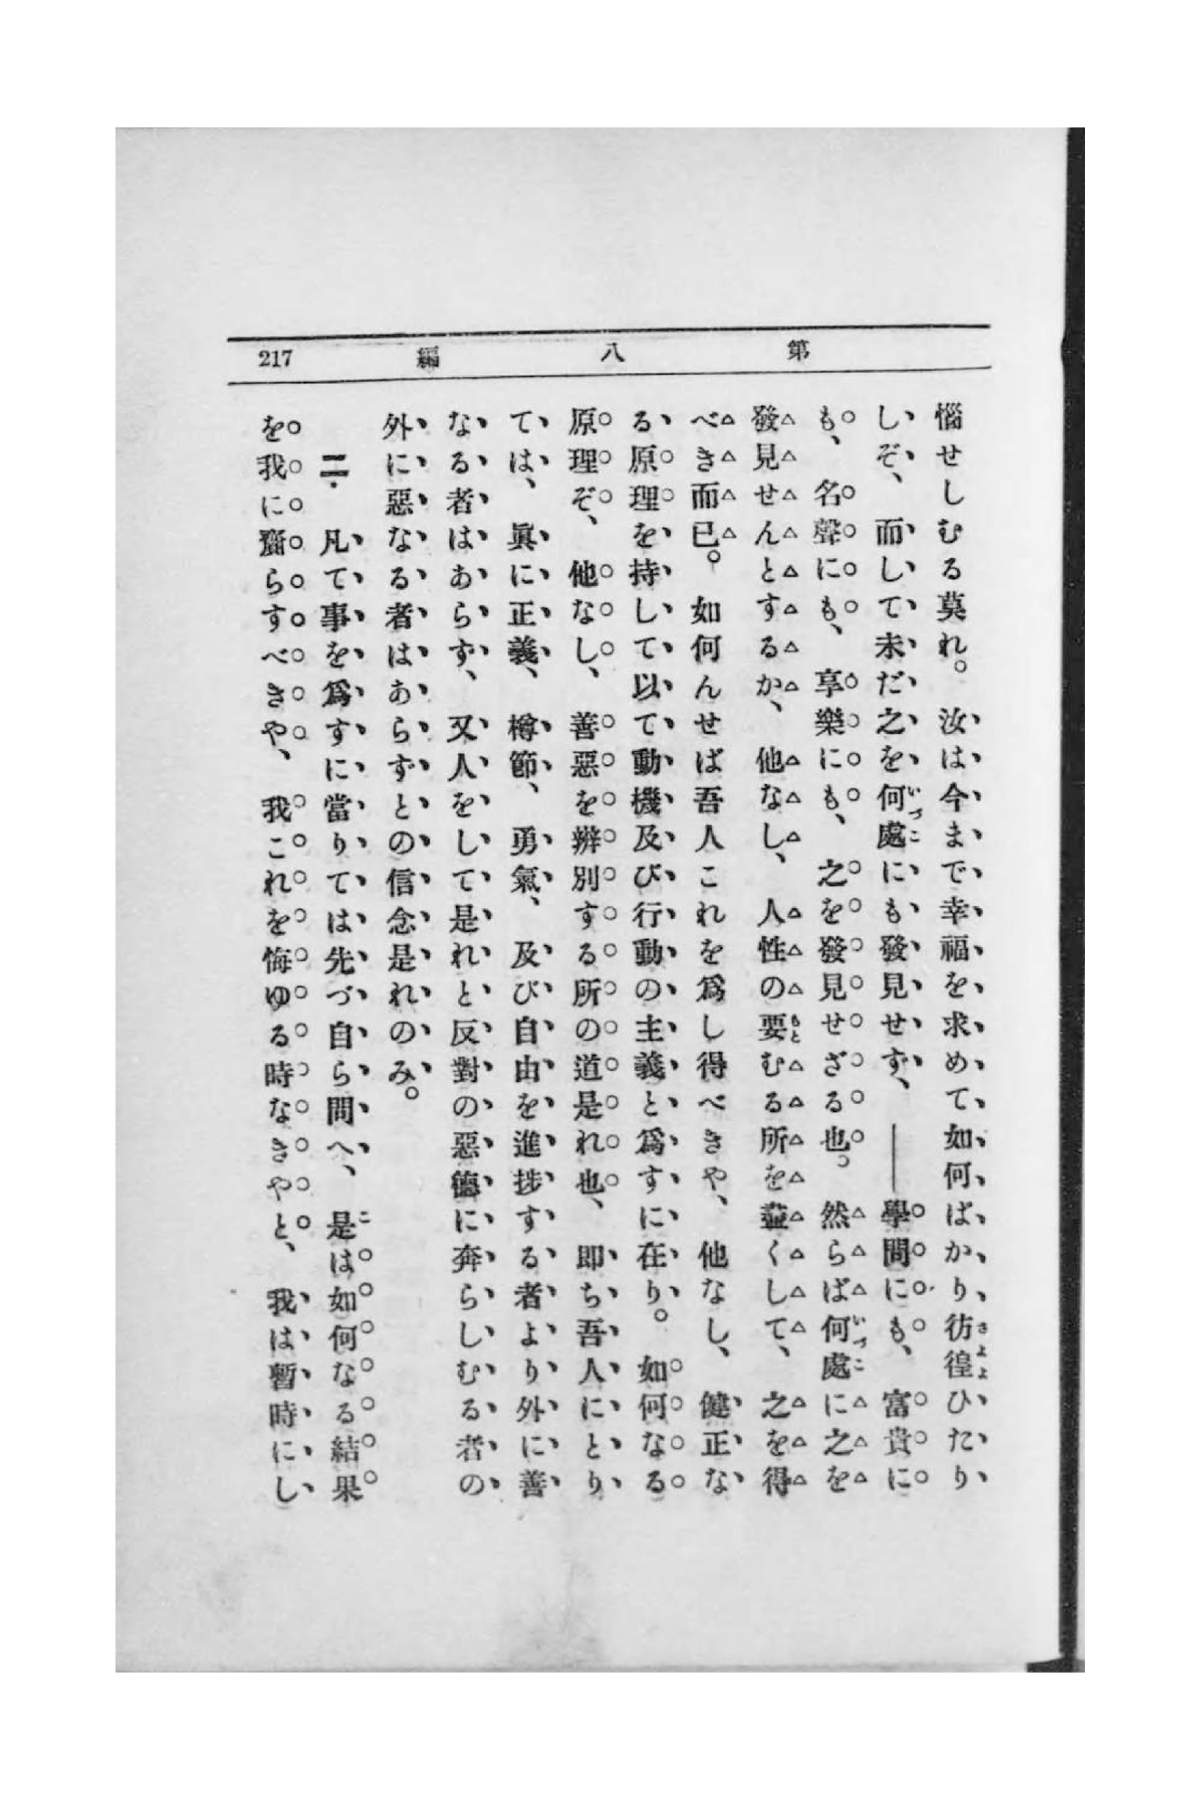 第八編
217
惱せしむる莫れ。汝は今まで幸福を求めて如何ばかり彷徨ひたり
しぞ、而して未だ之を何處にも發見せず、――學問にも、富貴に
も、名聲にも、享樂にも、之を發見せざる也。然らば何處に之を
發見せんとするか、他なし、人性の要むる所を盡くして、之を得
べき而已。如何んせば吾人これを爲し得べきや、他なし、健正な
る原理を持して以て動機及び行動の主義と爲すに在り。如何なる
原理ぞ、他なし、善惡を辨別する所の道是れ也、即ち吾人にとり
ては、眞に正義、樽節、勇氣、及び自由を進捗する者より外に善
なる者はあらず、又人をして是れと反對の惡德に奔らしむる者の
外に惡なる者はあらずとの信念是れのみ。
二. 凡て事を爲すに當りては先づ自ら問へ、是は如何なる結果
を我に齎らすべきや、我これを悔ゆる時なきやと、我は暫時にし